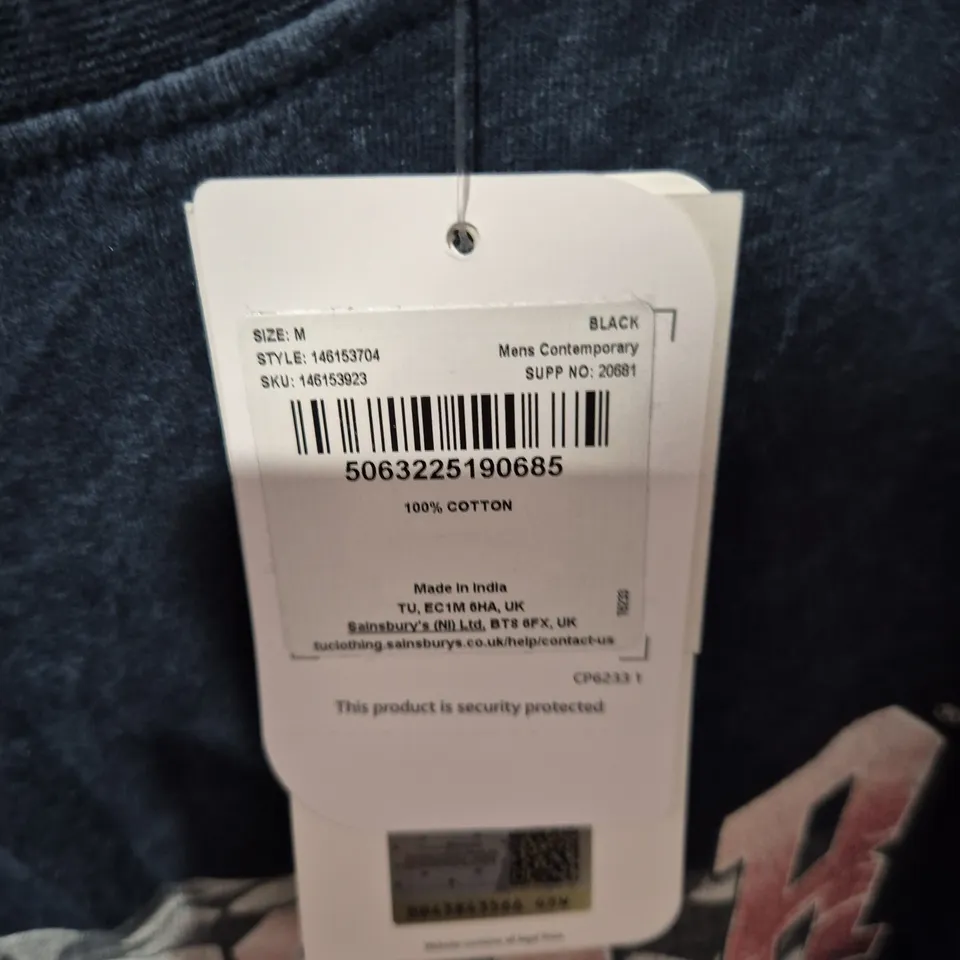 SIZE: M
BLACK
STYLE: 146153704
Mens Contemporary
SKU: 146153923
SUPP NO: 20681
5063225190685
100% COTTON
Made in India
TU, EC1M 6HA, UK
Sainsbury's (NI) Ltd, BT8 6FX, UK
tuclothing.sainsburys.co.uk/help/contact-us
CP6233 1
This product is security protected